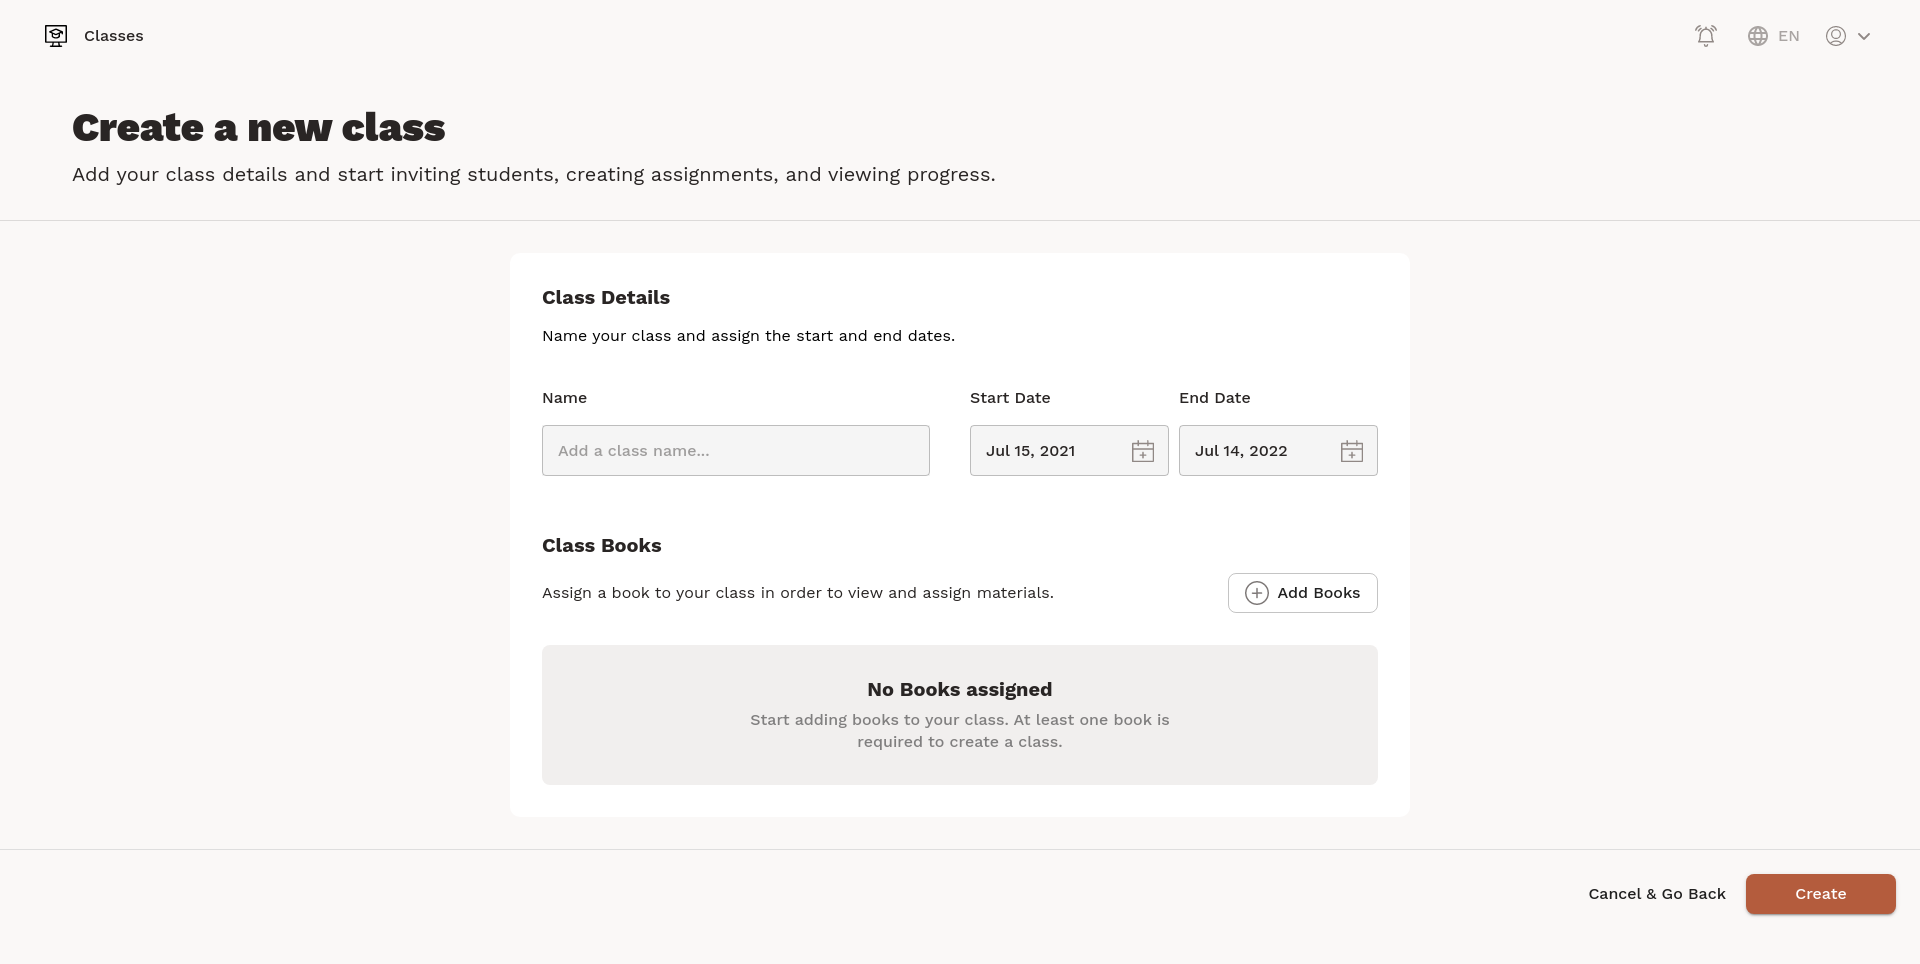 Classes
EN
Create a new class
Add your class details and start inviting students, creating assignments, and viewing progress.
Class Details
Name your class and assign the start and end dates.
Name
Start Date
End Date
Add a class name...
Jul 15, 2021
Jul 14, 2022
Class Books
Assign a book to your class in order to view and assign materials.
Add Books
No Books assigned
Start adding books to your class. At least one book is
required to create a class.
Cancel & Go Back
Create